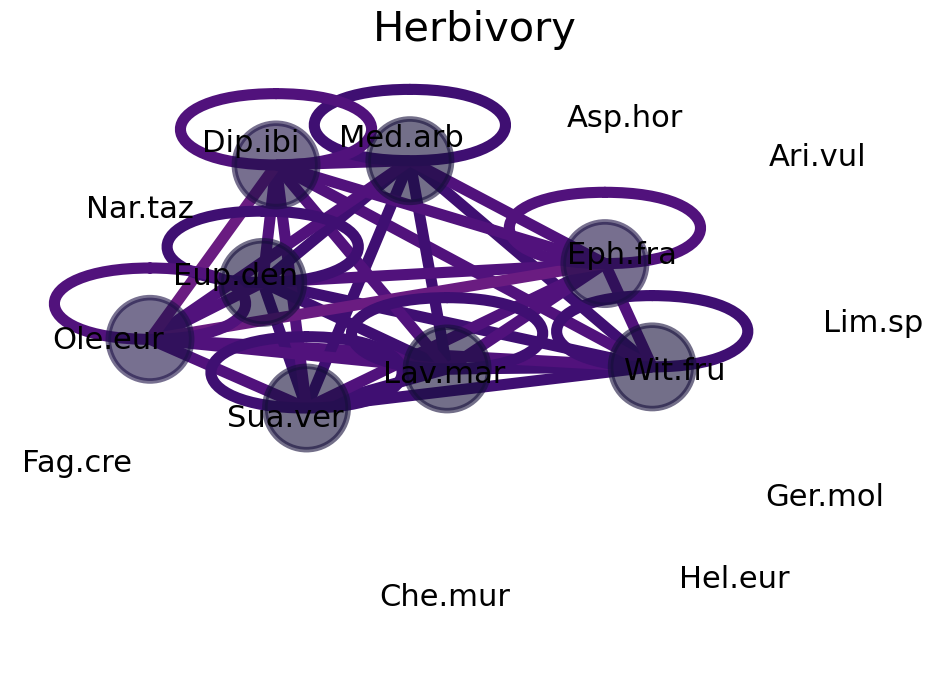 Herbivory
Asp.hor
Dip.ibi
Med.arb
Ari.vul
Nar.taz
Eph.fra
Eup.den
Lim.sp
Ole.eur
Lav.mar
Wit.fru
Sua.ver
Fag.cre
Ger.mol
Hel.eur
Che.mur